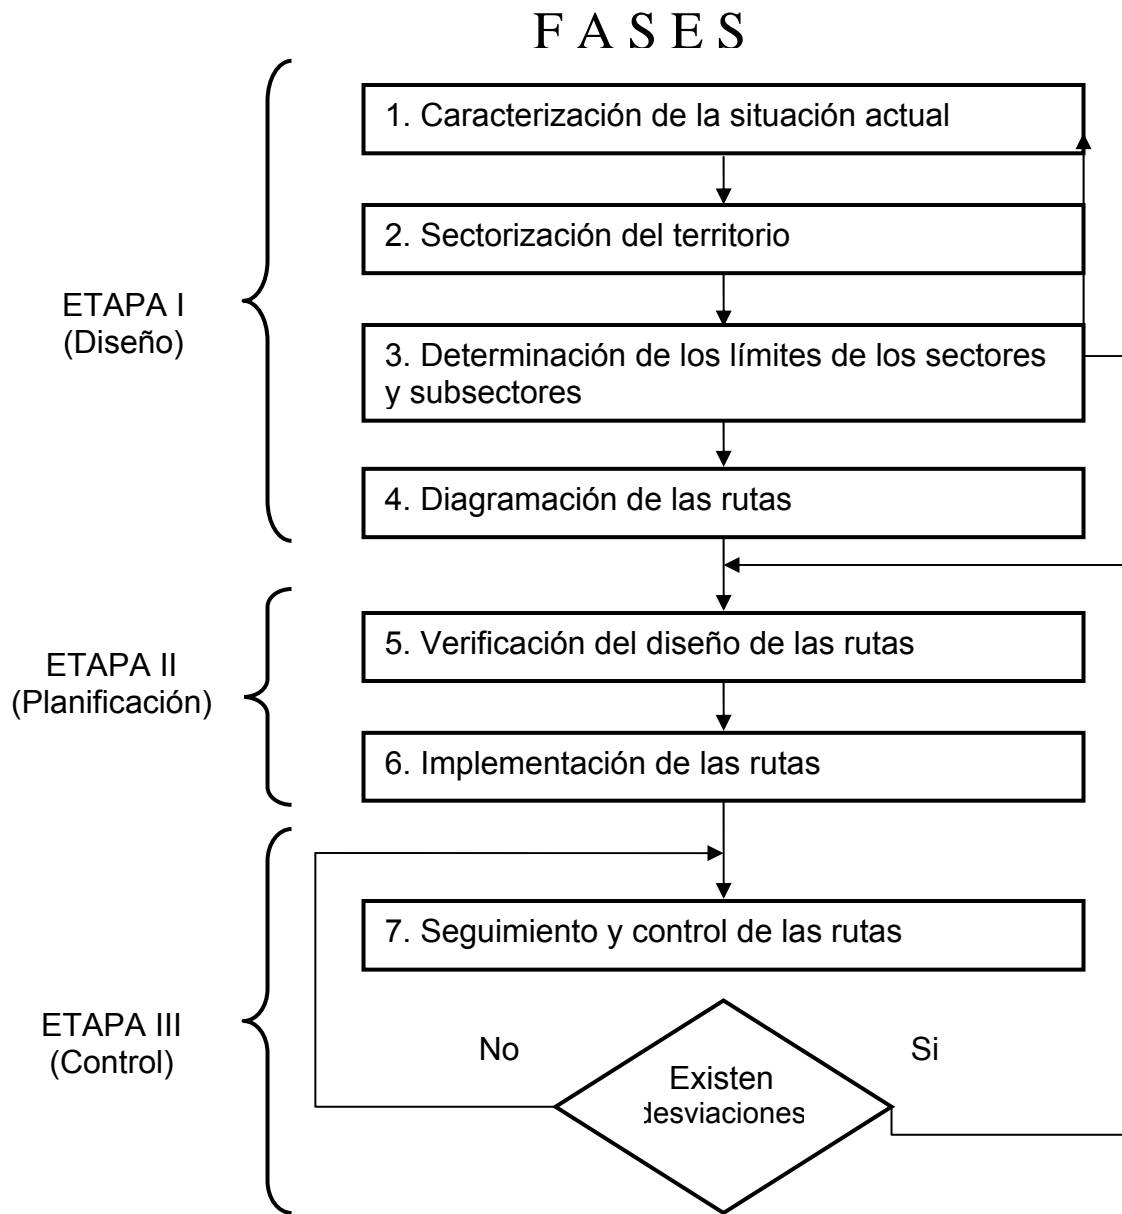 F A S E S
1. Caracterización de la situación actual
2. Sectorización del territorio
ETAPA I
(Diseño)
3. Determinación de los límites de los sectores
y subsectores
4. Diagramación de las rutas
5. Verificación del diseño de las rutas
ETAPA II
(Planificación)
6. Implementación de las rutas
7. Seguimiento y control de las rutas
ETAPA III
(Control)
No
Si
Existen
desviaciones